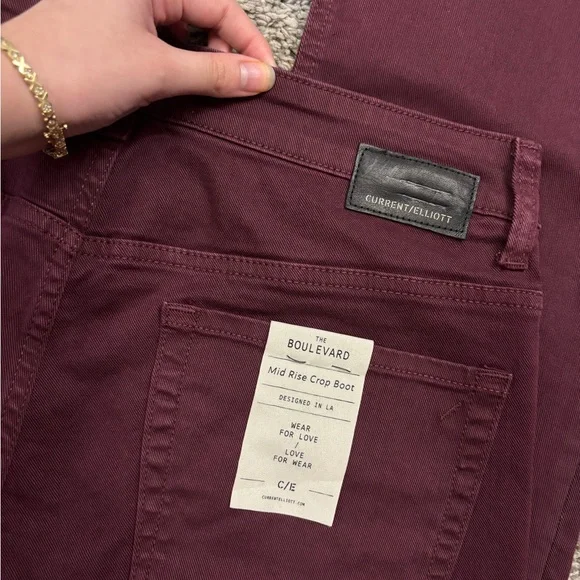 CURRENT/ELLIOTT
THE
BOULEVARD
Mid Rise Crop Boot
DESIGNED IN LA
WEAR
FOR LOVE
/
LOVE
FOR WEAR
C/E
CURRENTELLIOTT.COM